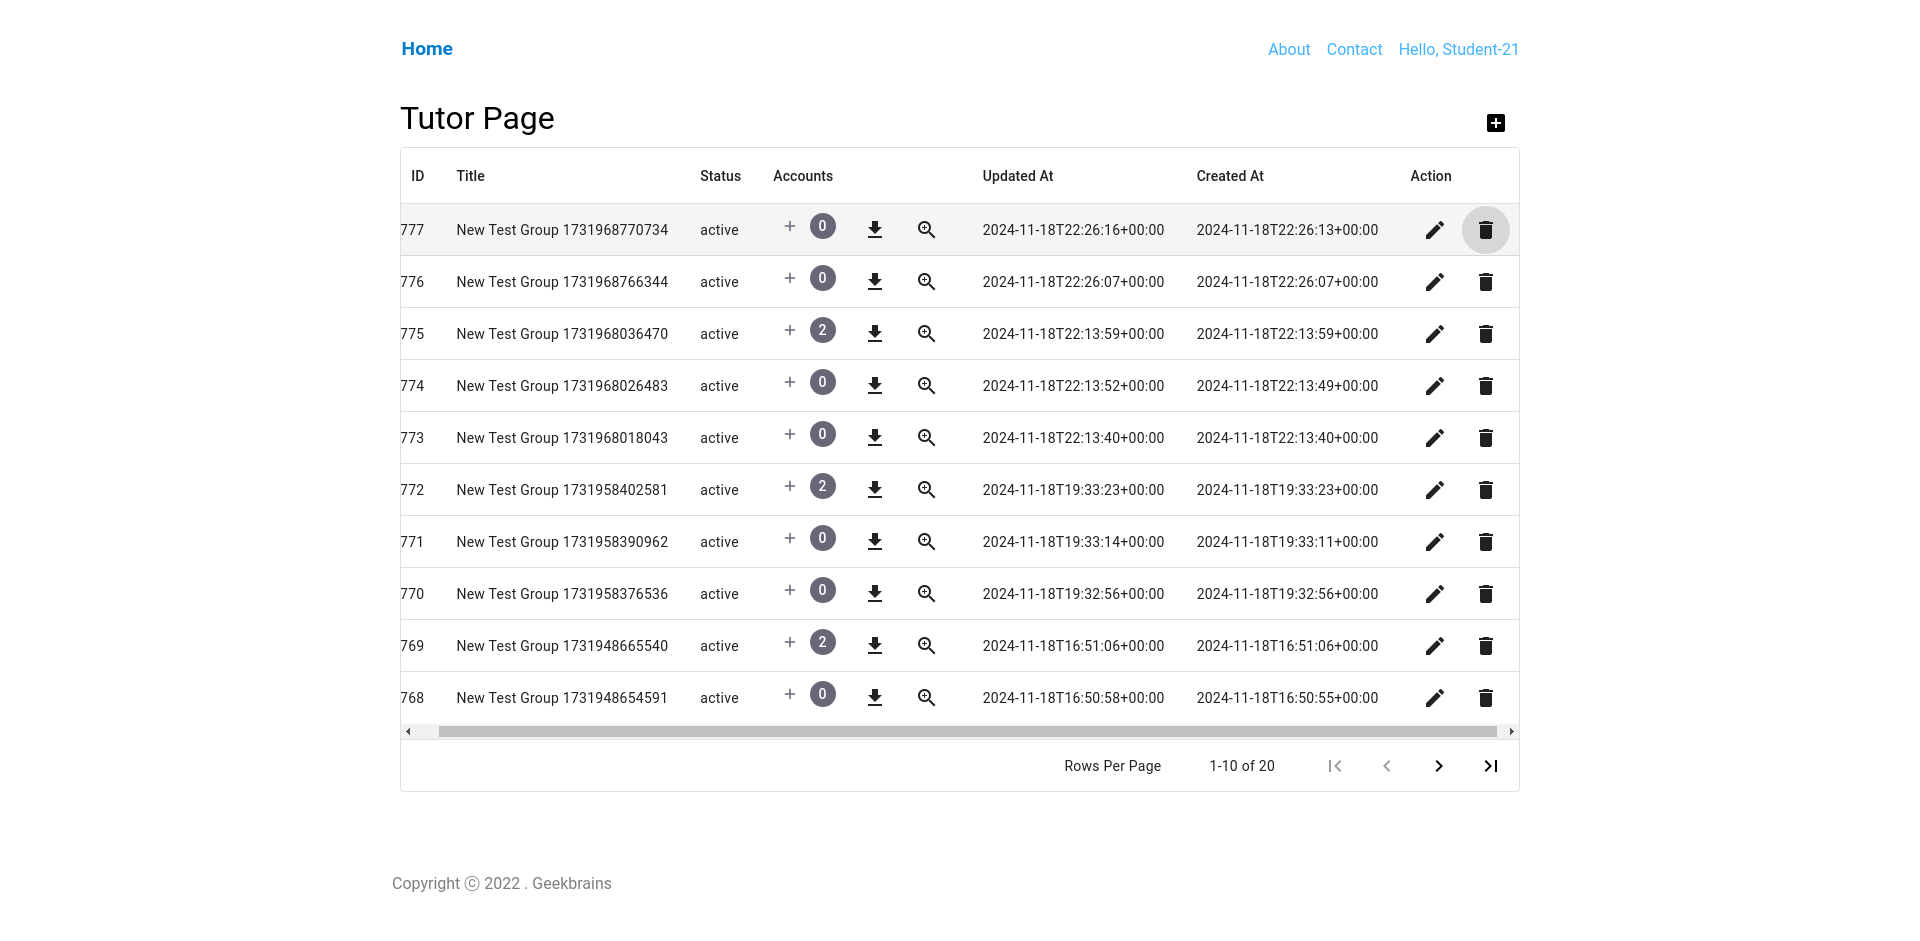 Home About Contact Hello, Student-21
Tutor Page
ID Title Status Accounts Updated At Created At Action
777 New Test Group 1731968770734 active + 0 2024-11-18T22:26:16+00:00 2024-11-18T22:26:13+00:00
776 New Test Group 1731968766344 active + 0 2024-11-18T22:26:07+00:00 2024-11-18T22:26:07+00:00
775 New Test Group 1731968036470 active + 2 2024-11-18T22:13:59+00:00 2024-11-18T22:13:59+00:00
774 New Test Group 1731968026483 active + 0 2024-11-18T22:13:52+00:00 2024-11-18T22:13:49+00:00
773 New Test Group 1731968018043 active + 0 2024-11-18T22:13:40+00:00 2024-11-18T22:13:40+00:00
772 New Test Group 1731958402581 active + 2 2024-11-18T19:33:23+00:00 2024-11-18T19:33:23+00:00
771 New Test Group 1731958390962 active + 0 2024-11-18T19:33:14+00:00 2024-11-18T19:33:11+00:00
770 New Test Group 1731958376536 active + 0 2024-11-18T19:32:56+00:00 2024-11-18T19:32:56+00:00
769 New Test Group 1731948665540 active + 2 2024-11-18T16:51:06+00:00 2024-11-18T16:51:06+00:00
768 New Test Group 1731948654591 active + 0 2024-11-18T16:50:58+00:00 2024-11-18T16:50:55+00:00
Rows Per Page 1-10 of 20
Copyright ⓒ 2022 . Geekbrains